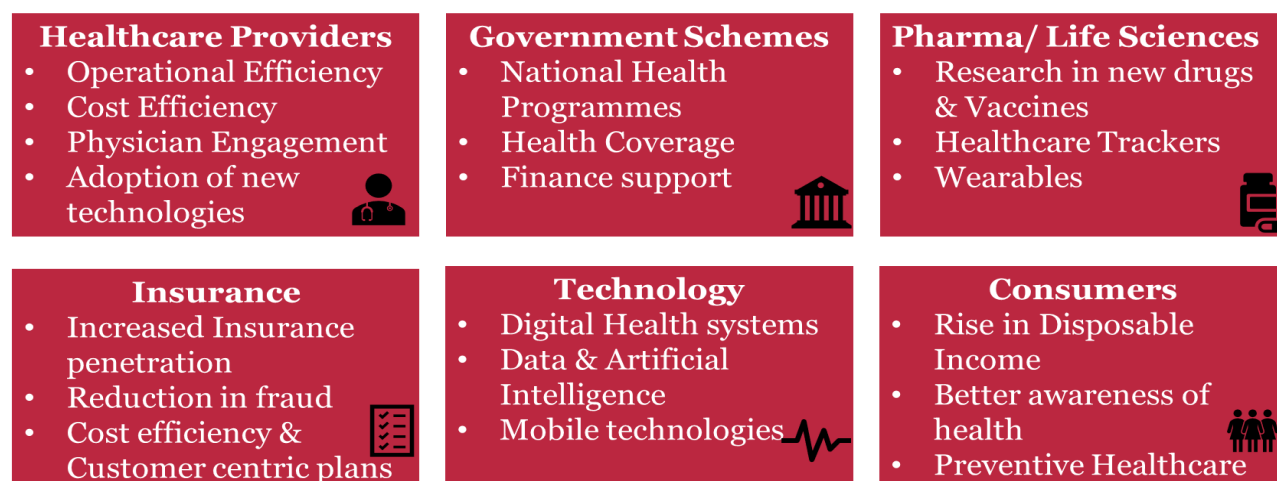 Healthcare Providers
• Operational Efficiency
• Cost Efficiency
• Physician Engagement
• Adoption of new
technologies
Government Schemes
• National Health
Programmes
• Health Coverage
• Finance support
Pharma/ Life Sciences
• Research in new drugs
& Vaccines
• Healthcare Trackers
• Wearables
Insurance
• Increased Insurance
penetration
• Reduction in fraud
• Cost efficiency &
Customer centric plans
Technology
• Digital Health systems
• Data & Artificial
Intelligence
• Mobile technologies
Consumers
• Rise in Disposable
Income
• Better awareness of
health
• Preventive Healthcare